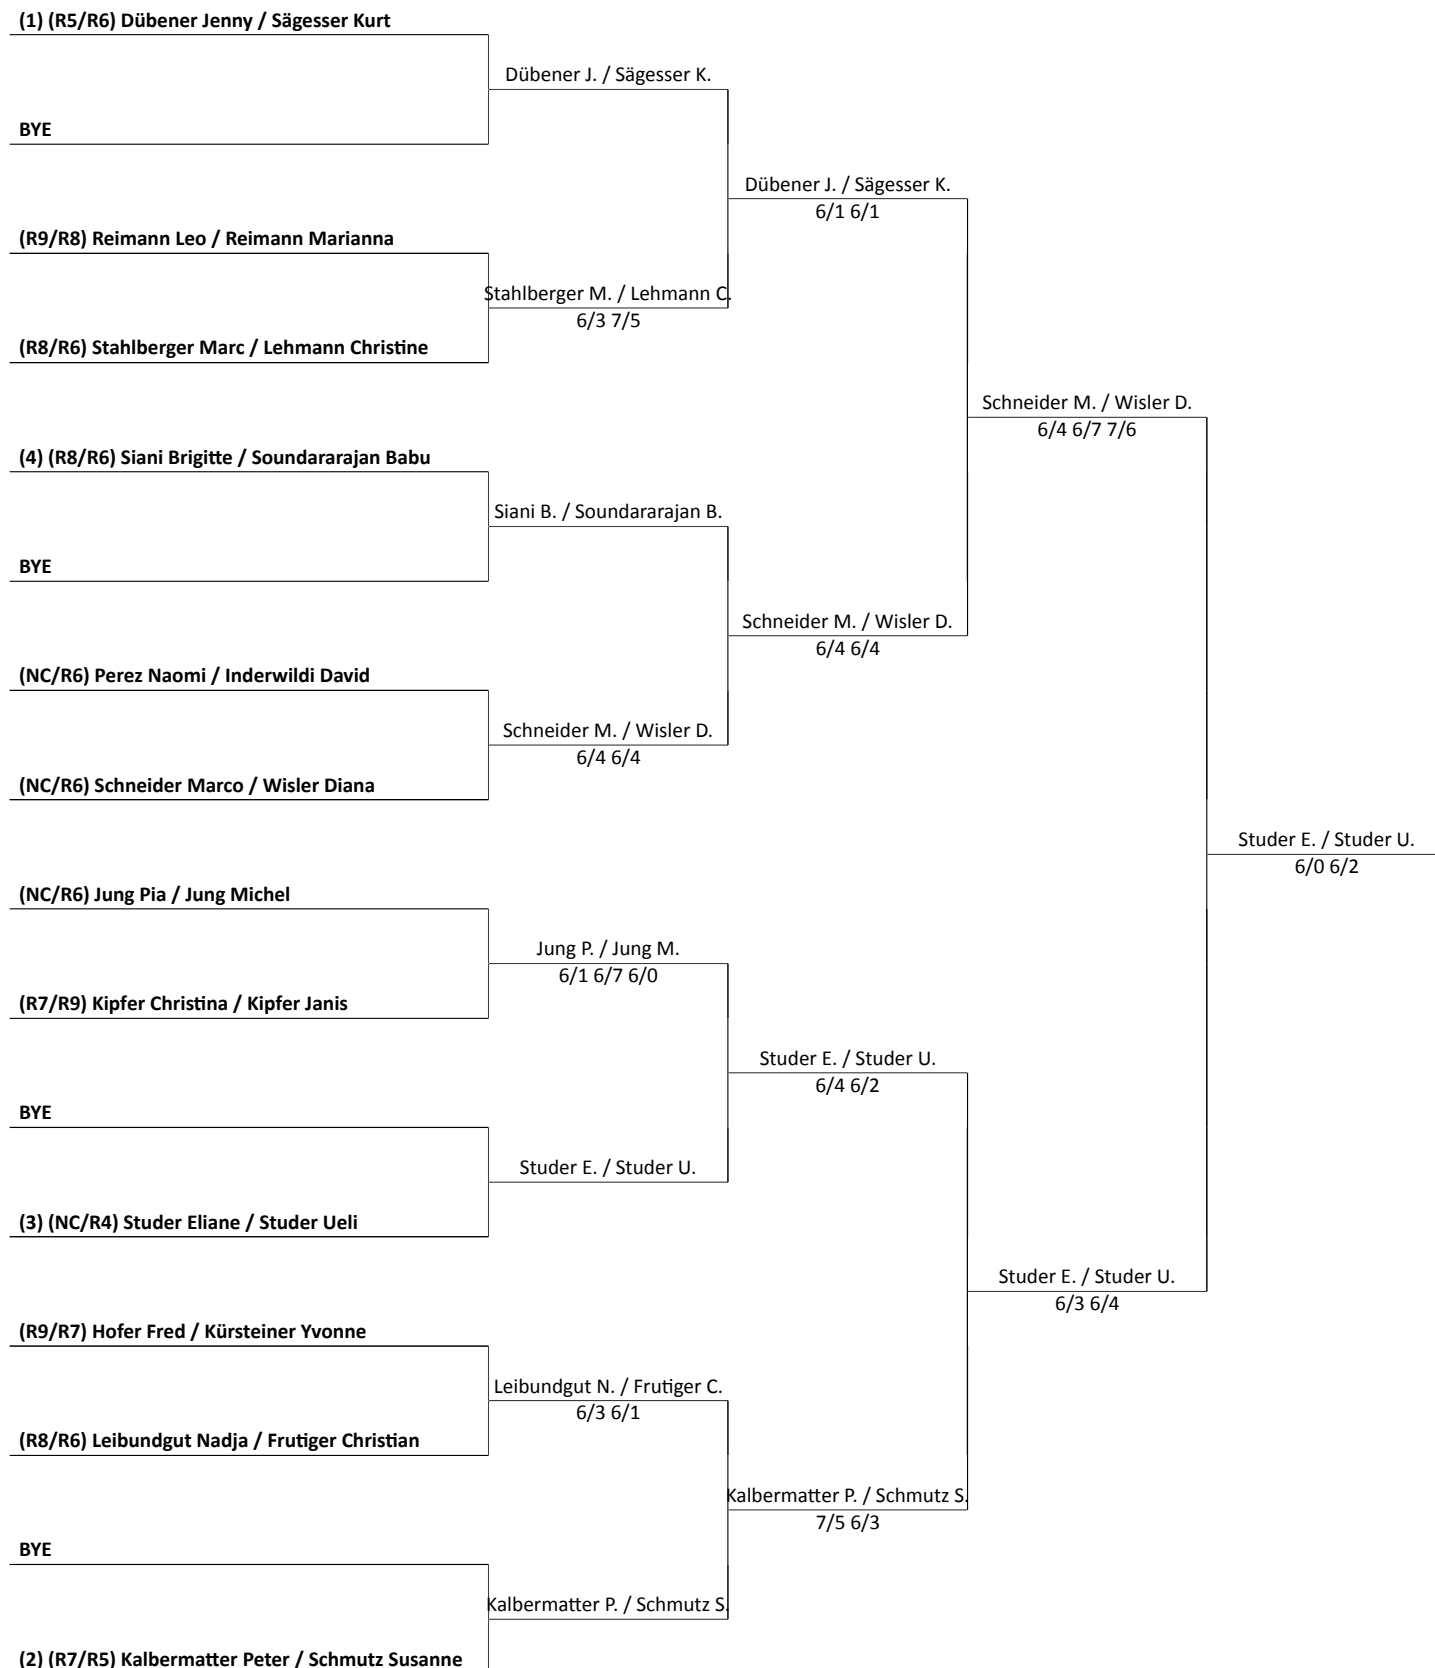 (1) (R5/R6) Dübener Jenny / Sägesser Kurt
Dübener J. / Sägesser K.
BYE
Dübener J. / Sägesser K.
6/1 6/1
(R9/R8) Reimann Leo / Reimann Marianna
Stahlberger M. / Lehmann C.
6/3 7/5
(R8/R6) Stahlberger Marc / Lehmann Christine
Schneider M. / Wisler D.
6/4 6/7 7/6
(4) (R8/R6) Siani Brigitte / Soundararajan Babu
Siani B. / Soundararajan B.
BYE
Schneider M. / Wisler D.
6/4 6/4
(NC/R6) Perez Naomi / Inderwildi David
Schneider M. / Wisler D.
6/4 6/4
(NC/R6) Schneider Marco / Wisler Diana
Studer E. / Studer U.
6/0 6/2
(NC/R6) Jung Pia / Jung Michel
Jung P. / Jung M.
6/1 6/7 6/0
(R7/R9) Kipfer Christina / Kipfer Janis
Studer E. / Studer U.
6/4 6/2
BYE
Studer E. / Studer U.
(3) (NC/R4) Studer Eliane / Studer Ueli
Studer E. / Studer U.
6/3 6/4
(R9/R7) Hofer Fred / Kürsteiner Yvonne
Leibundgut N. / Frutiger C.
6/3 6/1
(R8/R6) Leibundgut Nadja / Frutiger Christian
Kalbermatter P. / Schmutz S.
7/5 6/3
BYE
Kalbermatter P. / Schmutz S.
(2) (R7/R5) Kalbermatter Peter / Schmutz Susanne